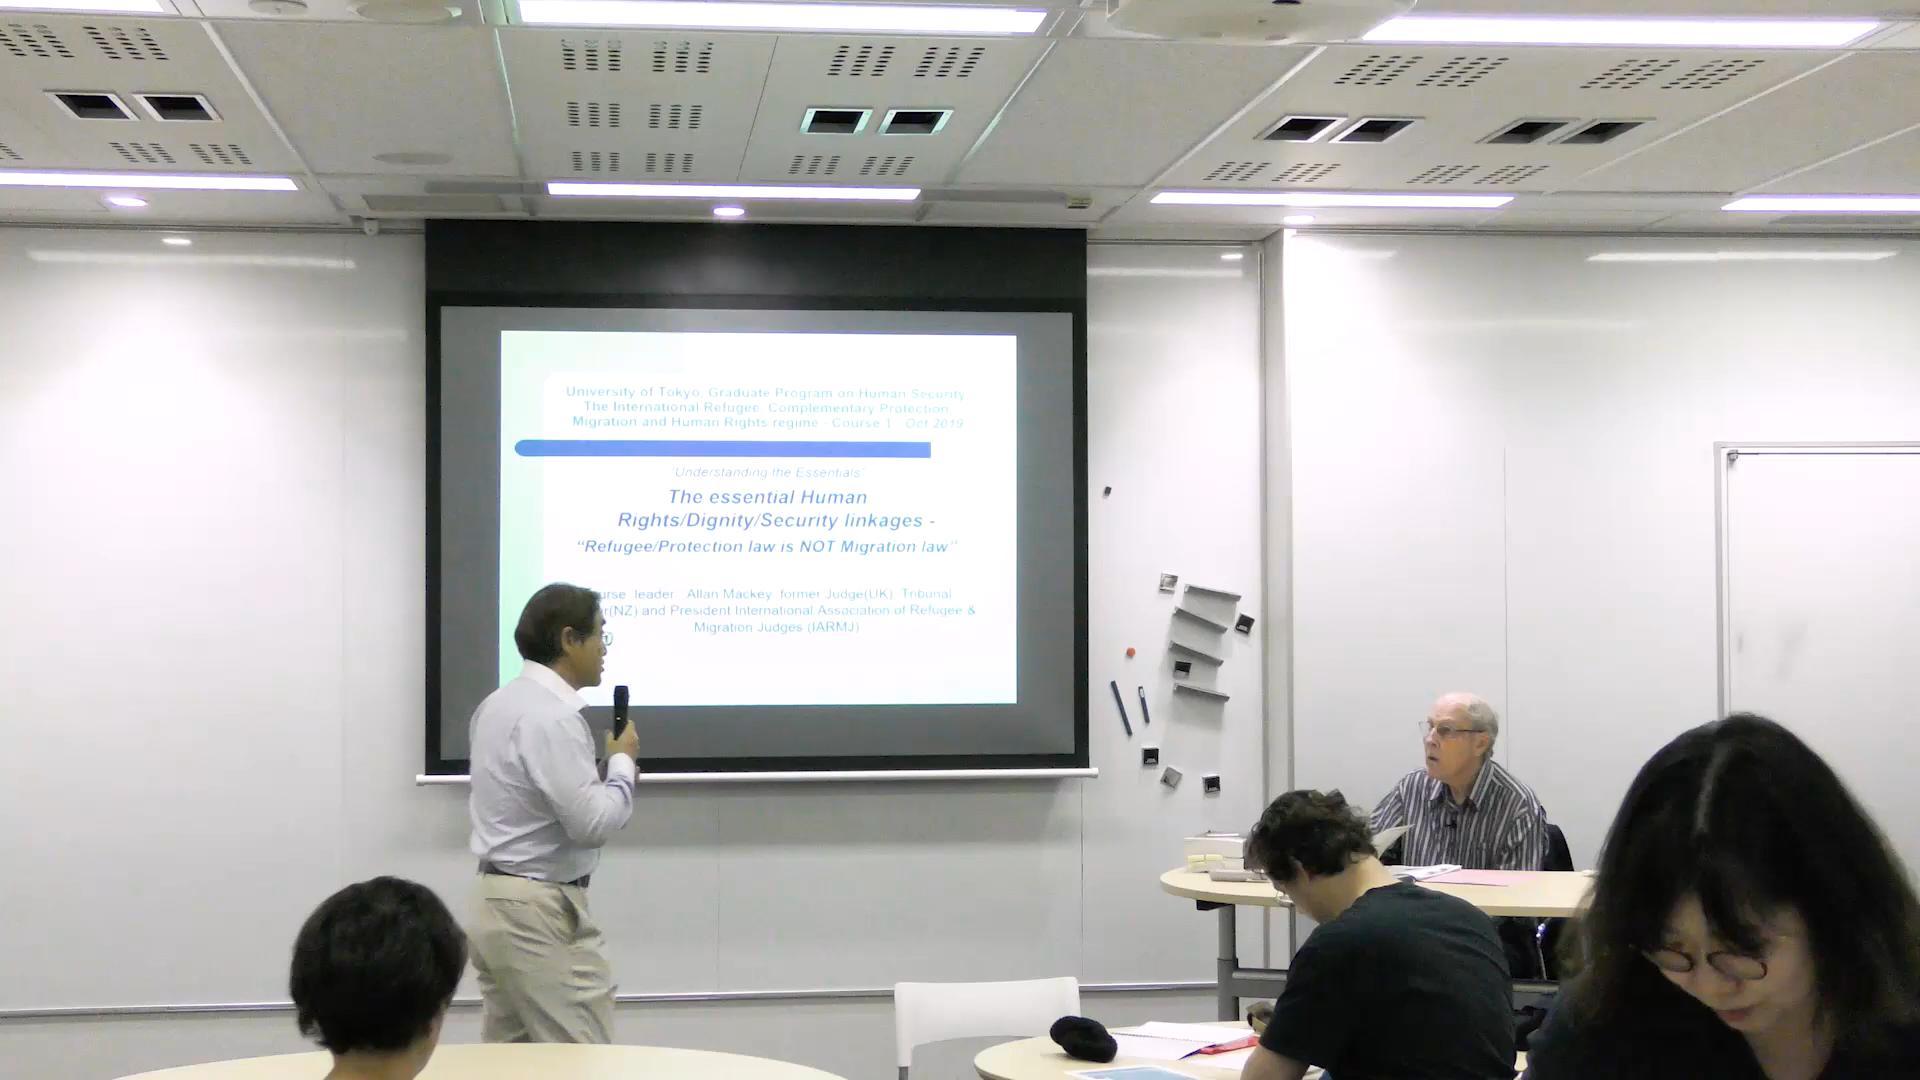 University of Tokyo, Graduate Program on Human Security
The International Refugee, Complementary Protection,
Migration and Human Rights regime - Course 1 . Oct 2019
'Understanding the Essentials'
The essential Human
Rights/Dignity/Security linkages -
“Refugee/Protection law is NOT Migration law”
leader Allan Mackey former Judge(UK) Tribunal
(NZ) and President International Association of Refugee &
Migration Judges (IARMJ)